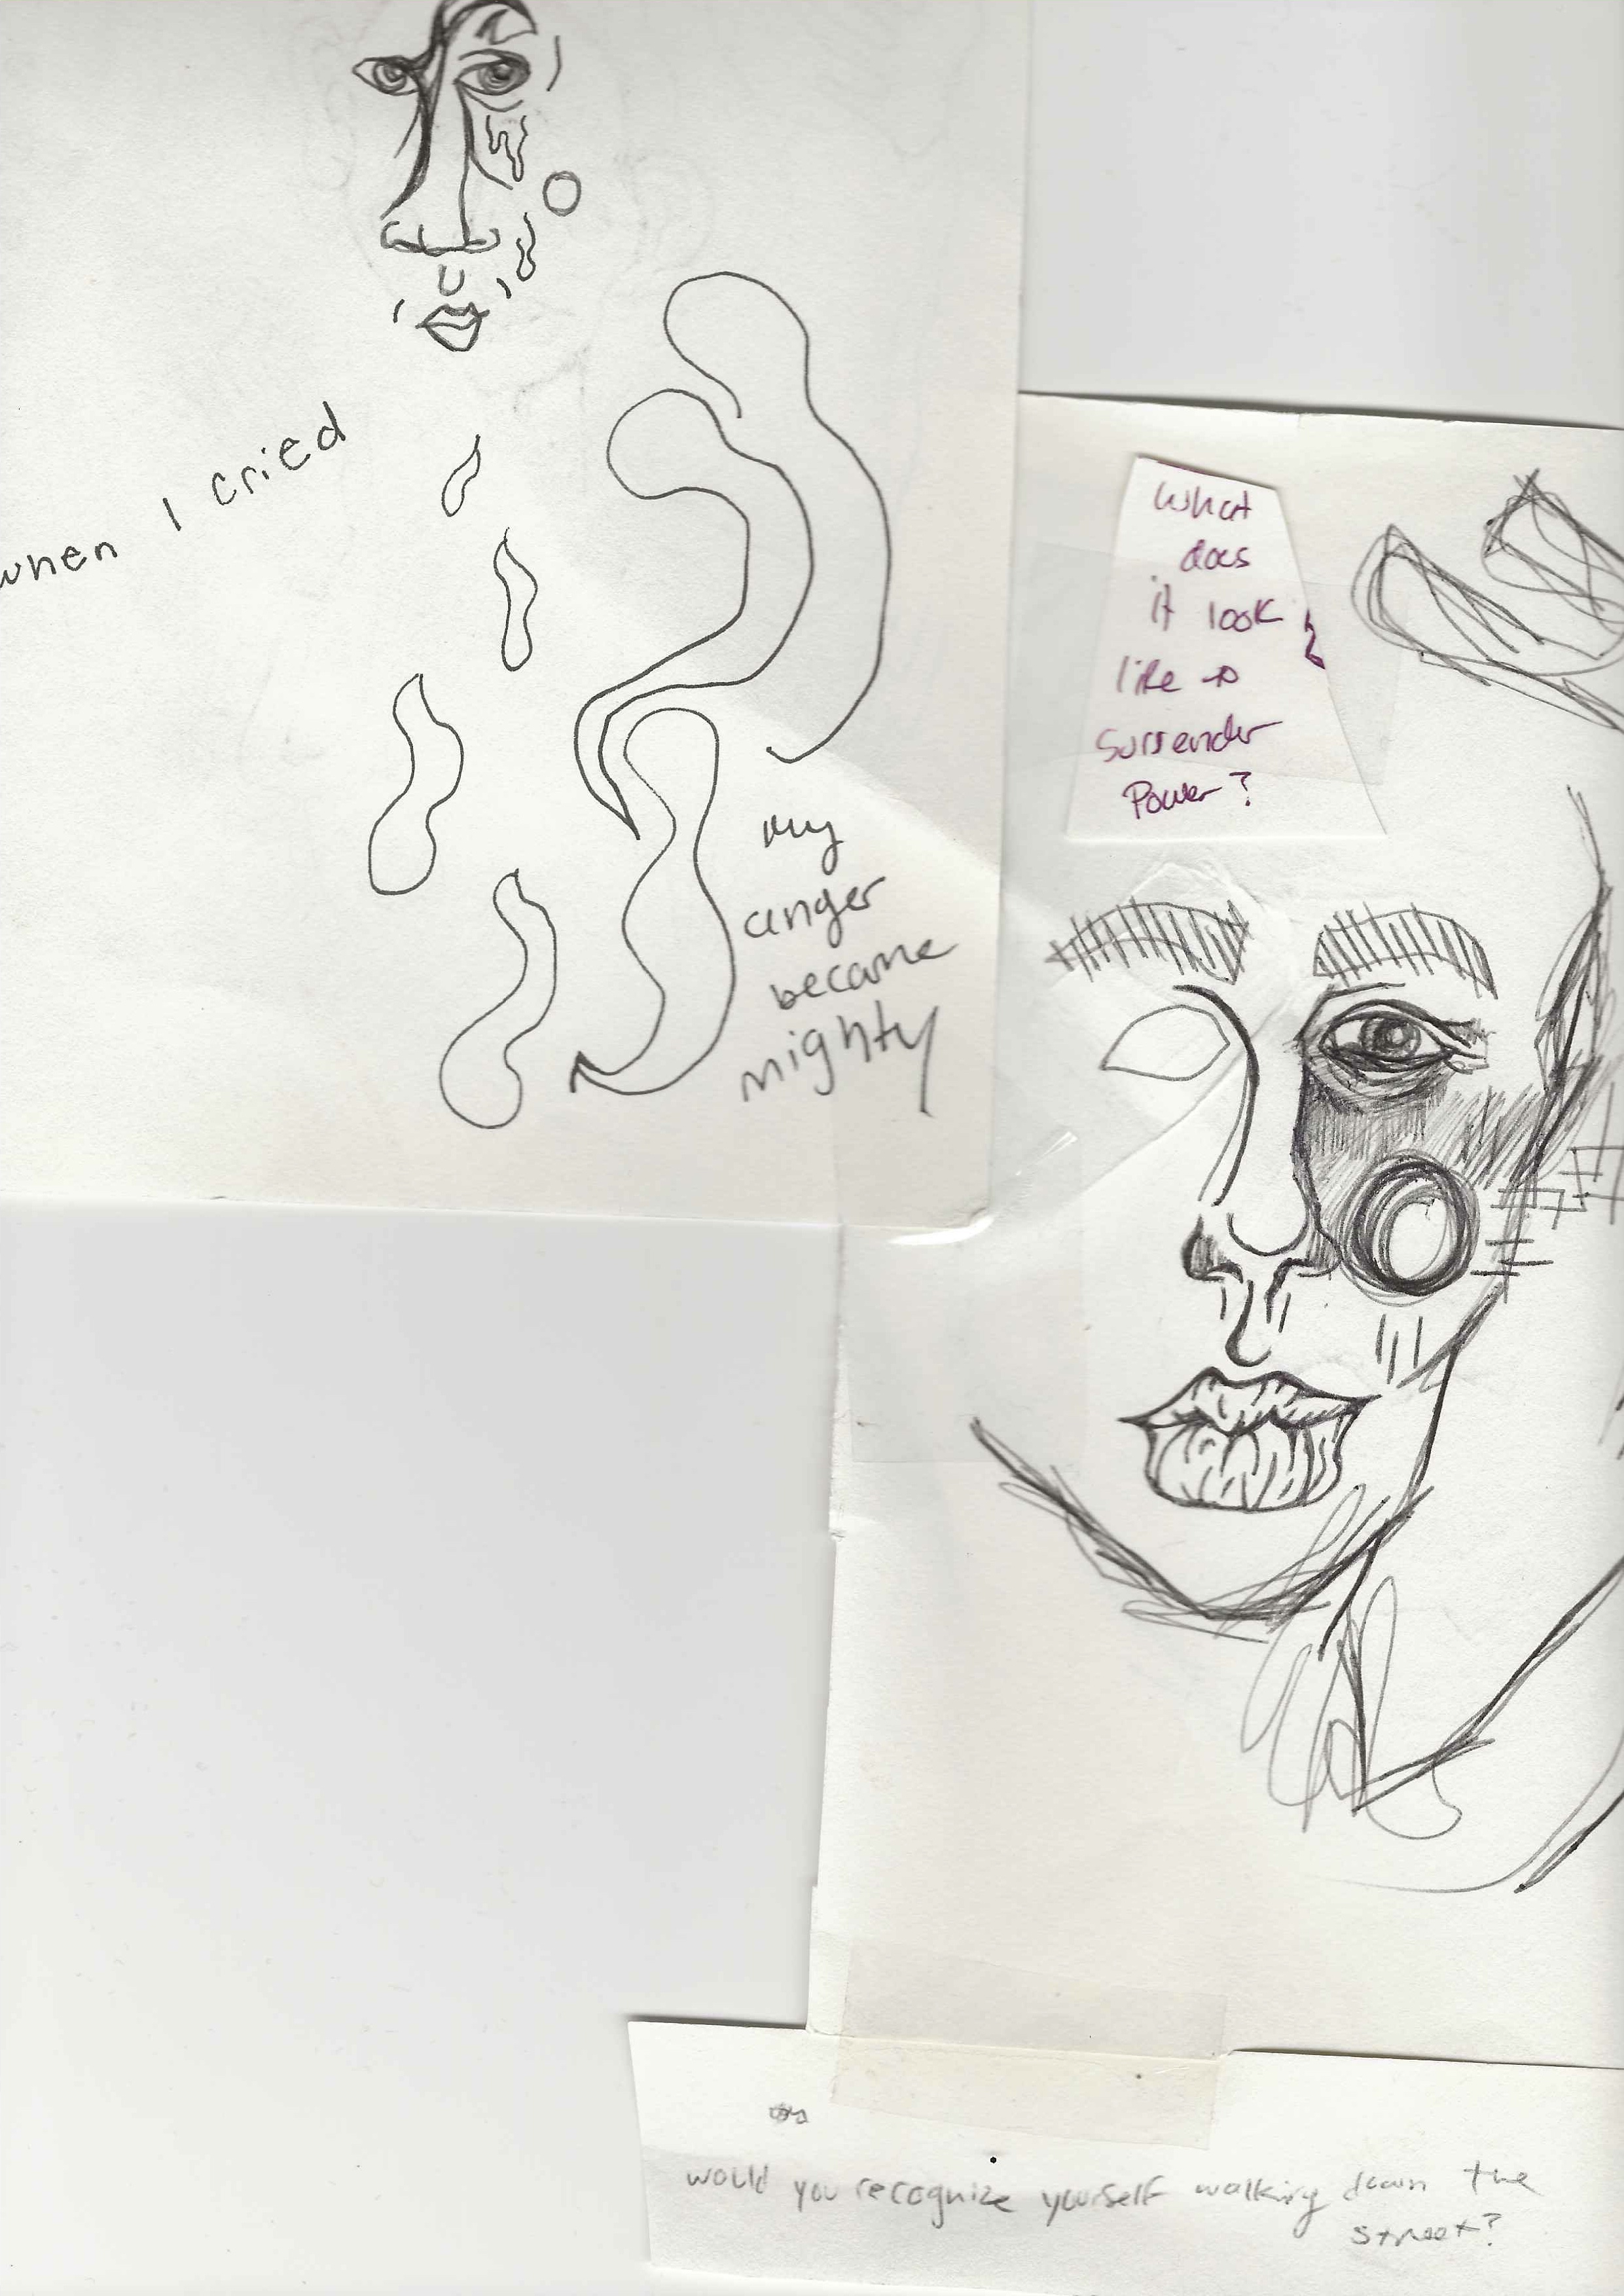 when I cried
my
anger
became
mighty
what
does
it look
like to
surrender
Power?
would you recognize yourself walking down the
street?